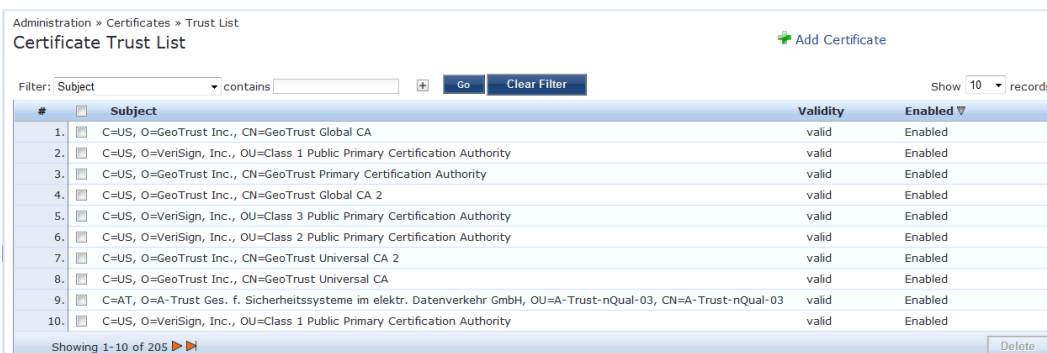 Administration » Certificates » Trust List
Certificate Trust List
Add Certificate
Filter: Subject contains Go Clear Filter Show 10 records
# Subject Validity Enabled
1. C=US, O=GeoTrust Inc., CN=GeoTrust Global CA valid Enabled
2. C=US, O=VeriSign, Inc., OU=Class 1 Public Primary Certification Authority valid Enabled
3. C=US, O=GeoTrust Inc., CN=GeoTrust Primary Certification Authority valid Enabled
4. C=US, O=GeoTrust Inc., CN=GeoTrust Global CA 2 valid Enabled
5. C=US, O=VeriSign, Inc., OU=Class 3 Public Primary Certification Authority valid Enabled
6. C=US, O=VeriSign, Inc., OU=Class 2 Public Primary Certification Authority valid Enabled
7. C=US, O=GeoTrust Inc., CN=GeoTrust Universal CA 2 valid Enabled
8. C=US, O=GeoTrust Inc., CN=GeoTrust Universal CA valid Enabled
9. C=AT, O=A-Trust Ges. f. Sicherheitssysteme im elektr. Datenverkehr GmbH, OU=A-Trust-nQual-03, CN=A-Trust-nQual-03 valid Enabled
10. C=US, O=VeriSign, Inc., OU=Class 1 Public Primary Certification Authority valid Enabled
Showing 1-10 of 205 Delete